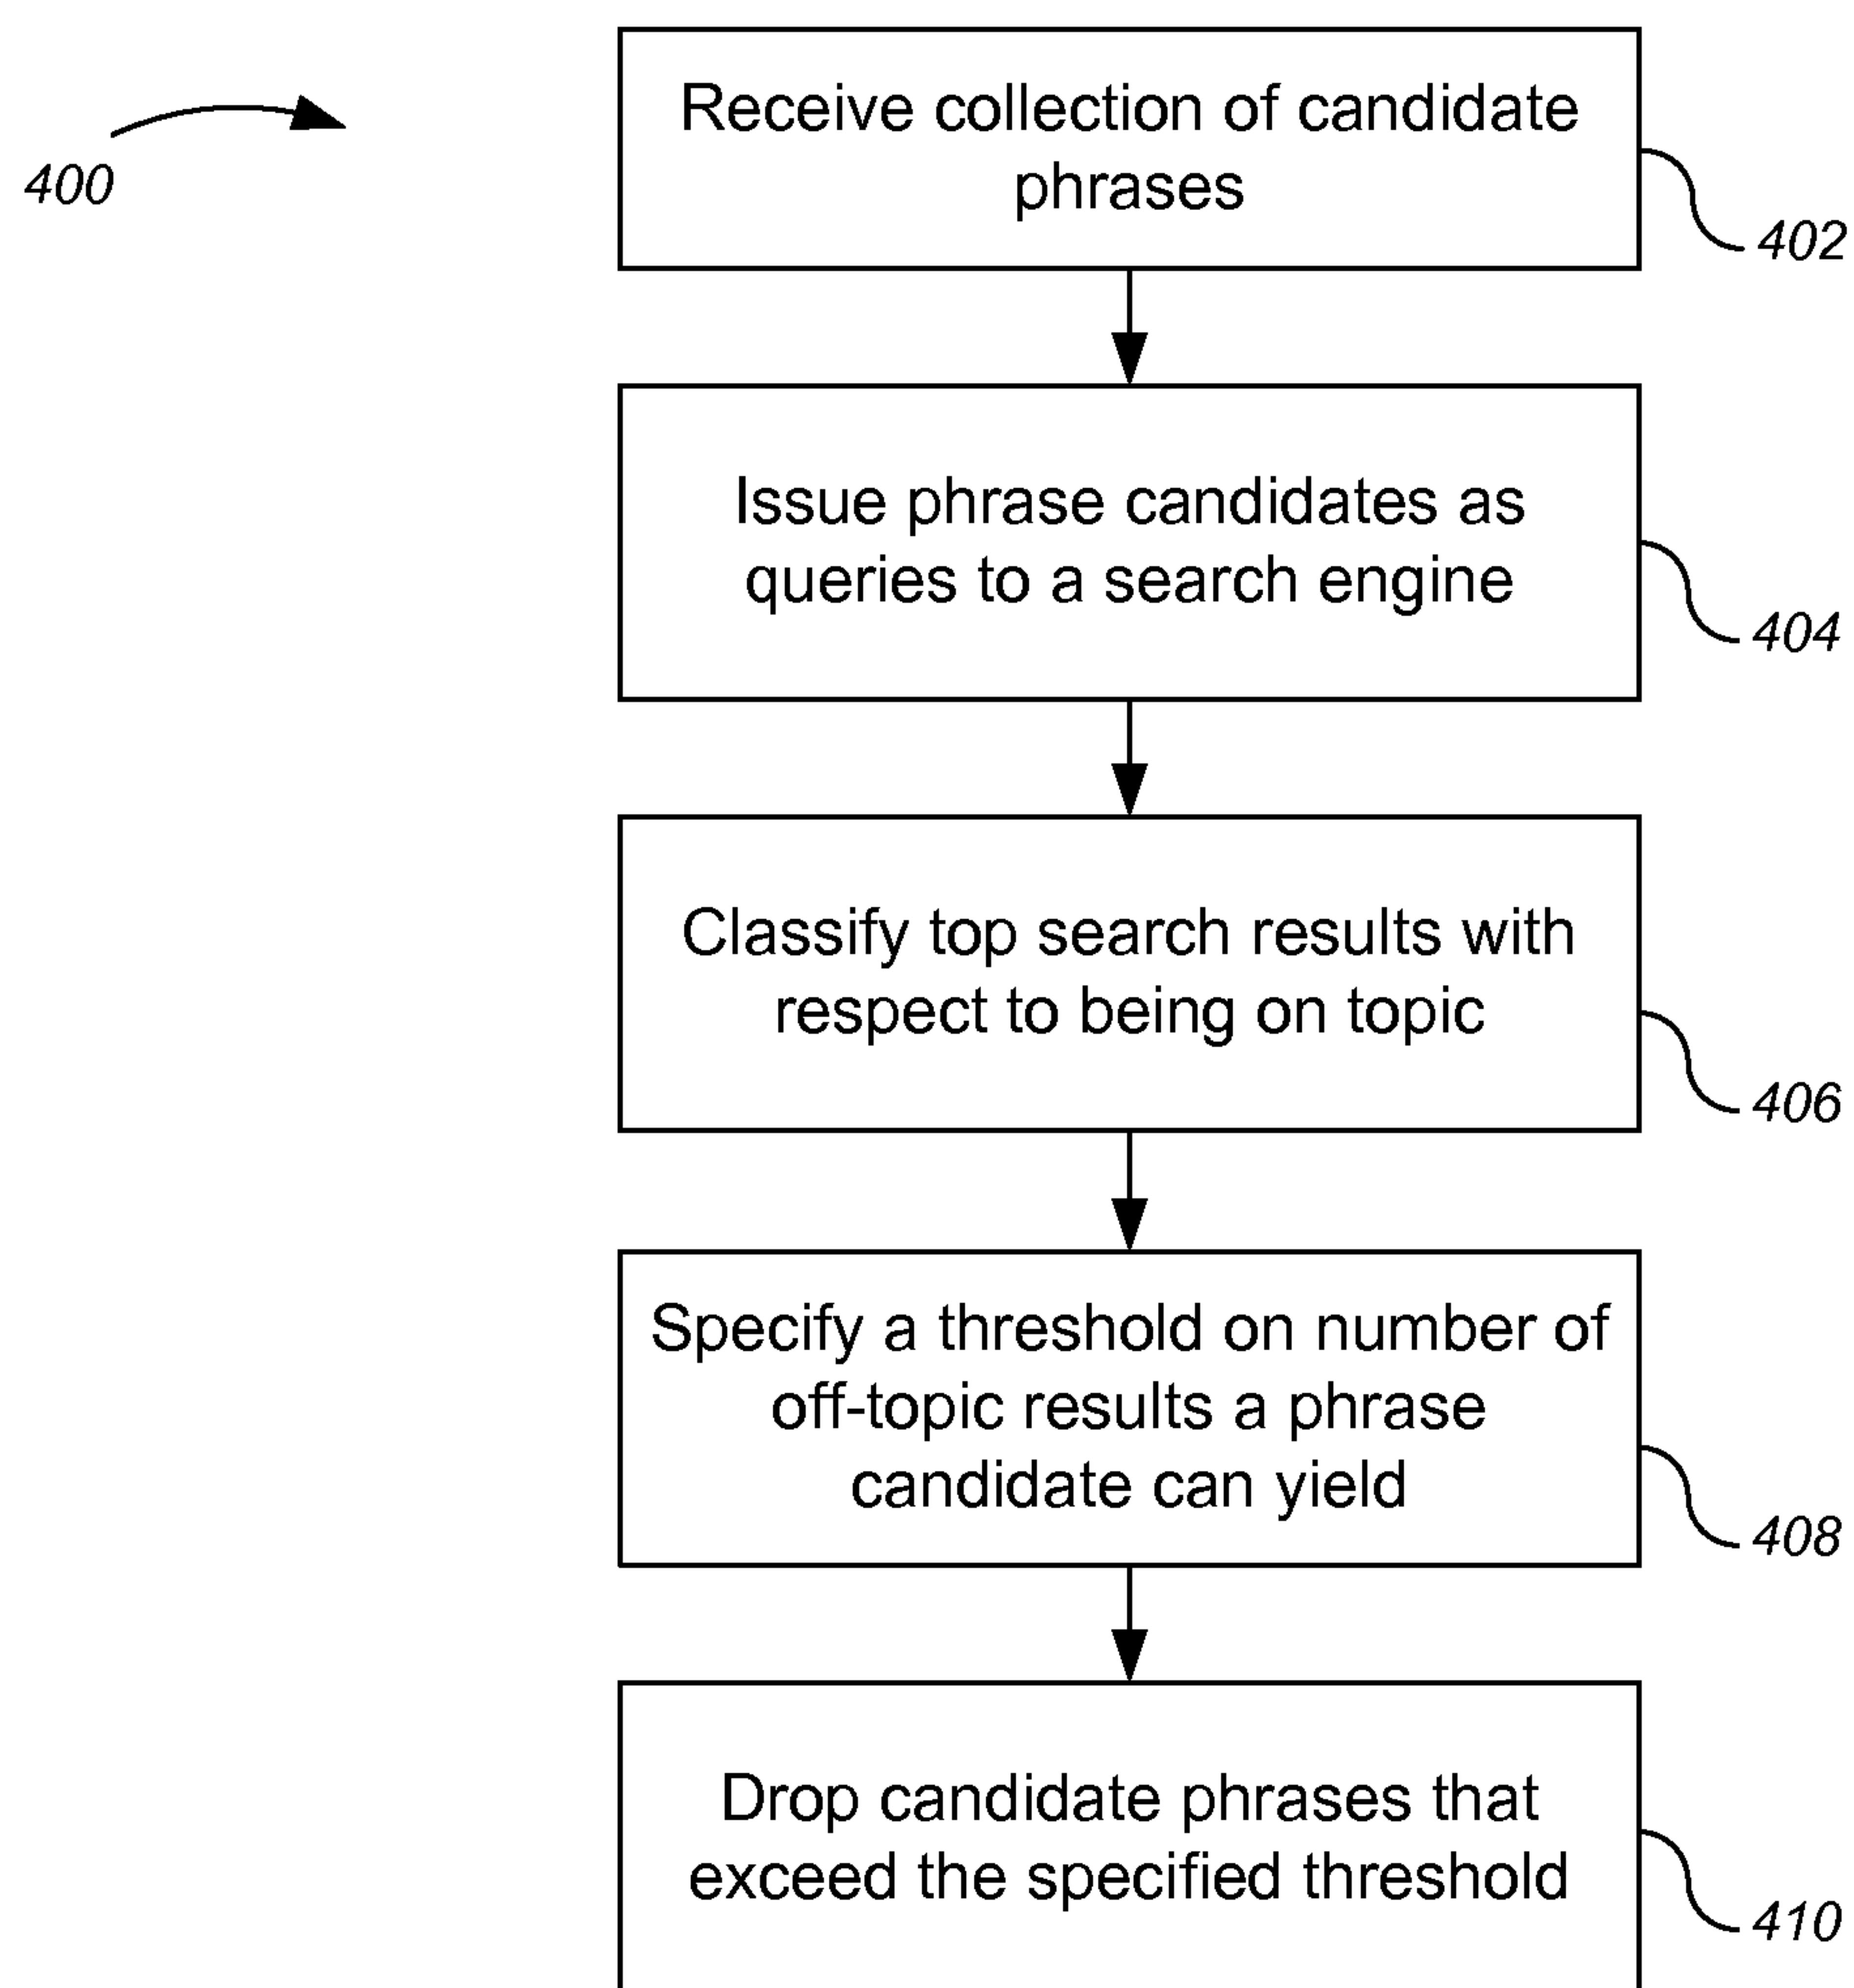 400
Receive collection of candidate
phrases
402
Issue phrase candidates as
queries to a search engine
404
Classify top search results with
respect to being on topic
406
Specify a threshold on number of
off-topic results a phrase
candidate can yield
408
Drop candidate phrases that
exceed the specified threshold
410